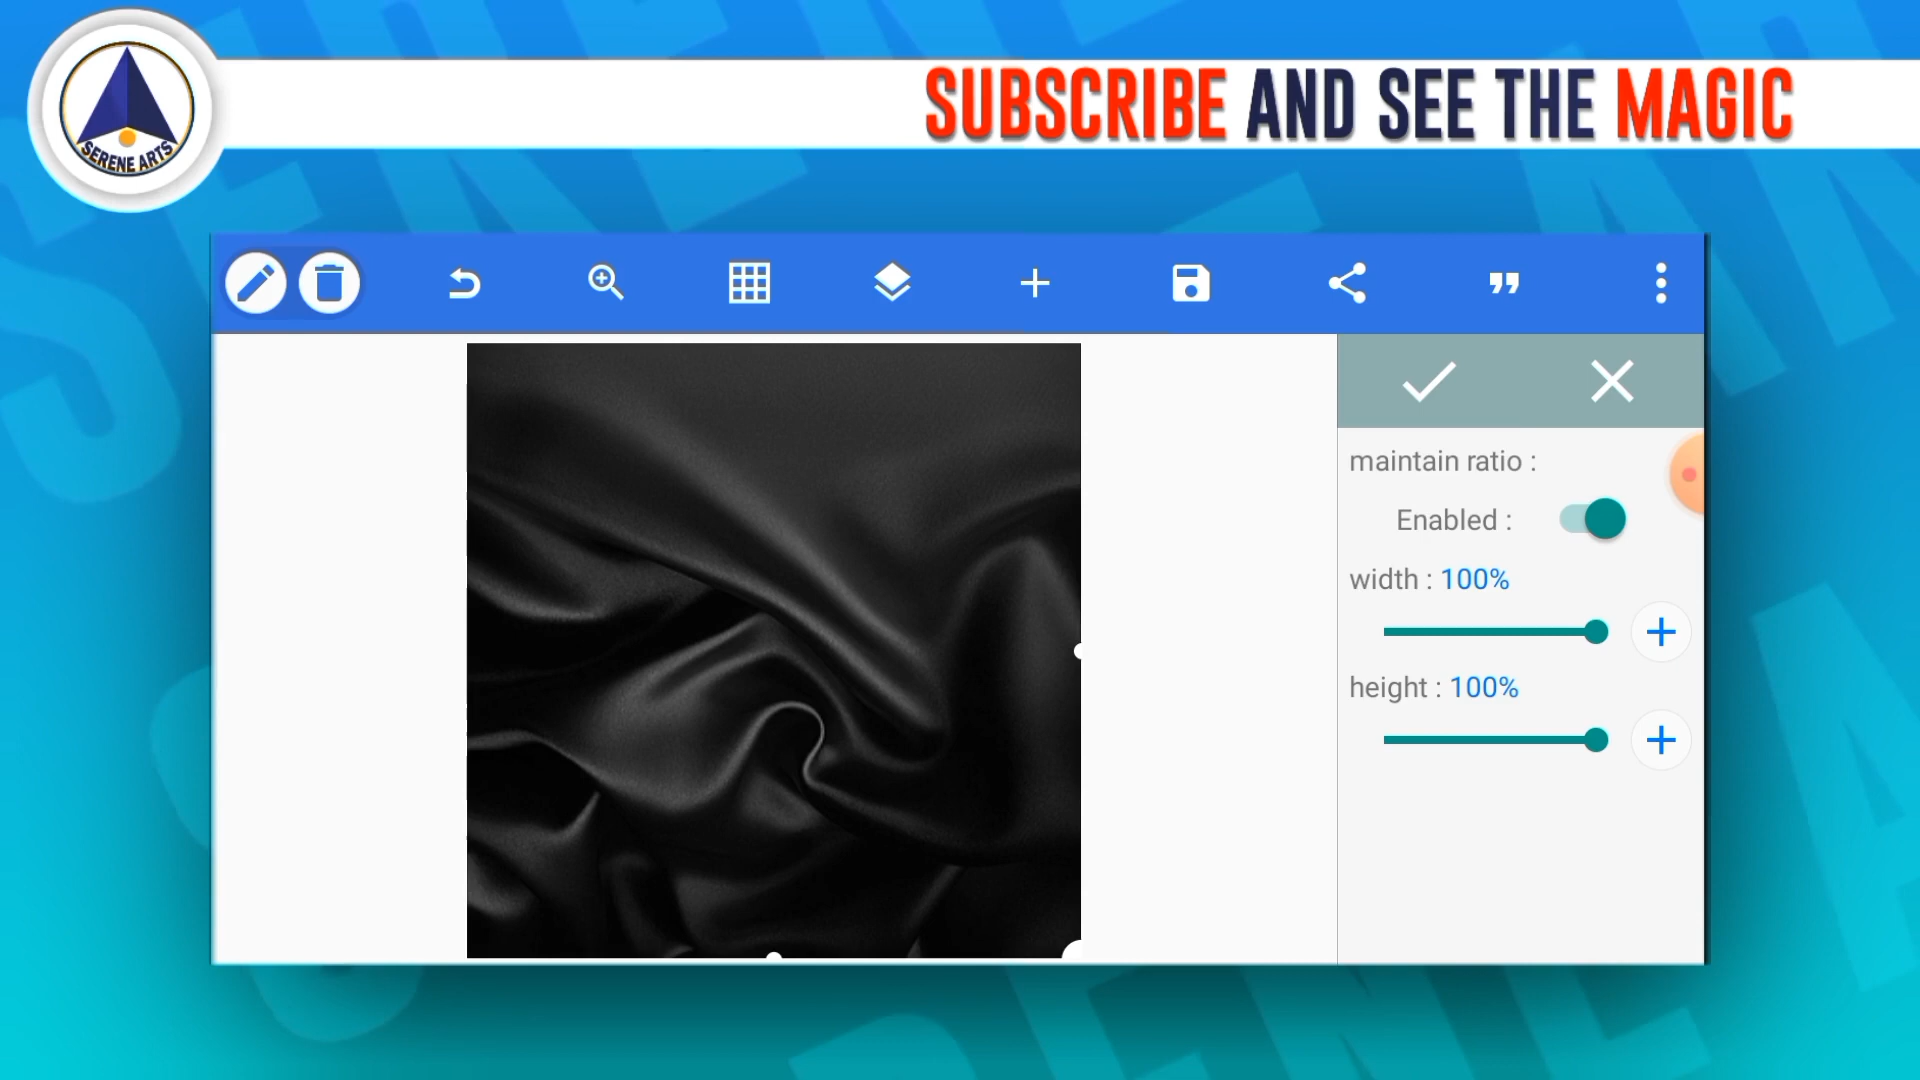 SUBSCRIBE AND SEE THE MAGIC
SERENE ARTS
maintain ratio :
Enabled :
width : 100%
height : 100%